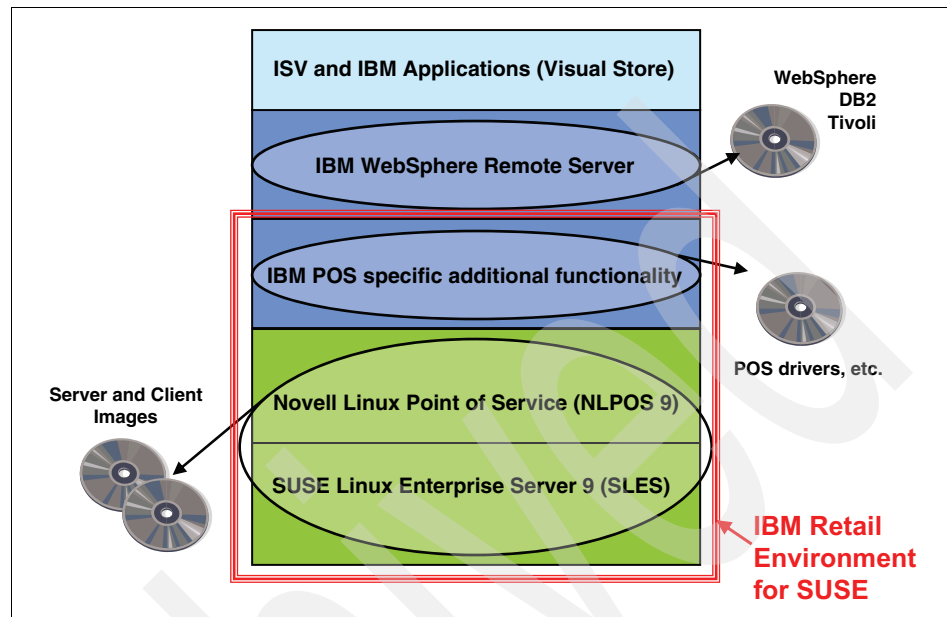 ISV and IBM Applications (Visual Store)
WebSphere
DB2
Tivoli
IBM WebSphere Remote Server
IBM POS specific additional functionality
POS drivers, etc.
Server and Client
Images
Novell Linux Point of Service (NLPOS 9)
SUSE Linux Enterprise Server 9 (SLES)
IBM Retail
Environment
for SUSE